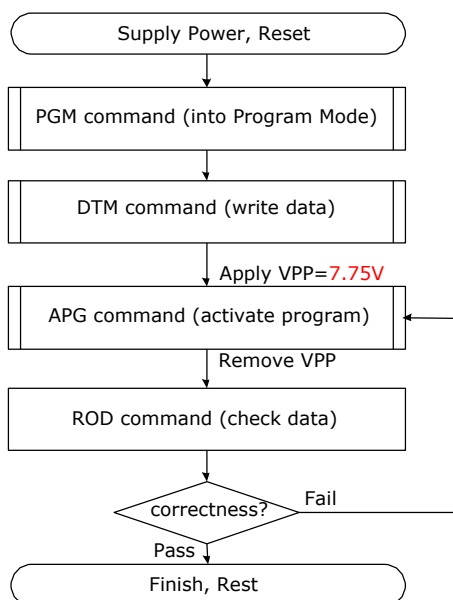 Supply Power, Reset
PGM command (into Program Mode)
DTM command (write data)
Apply VPP=7.75V
APG command (activate program)
Remove VPP
ROD command (check data)
correctness?
Fail
Pass
Finish, Rest